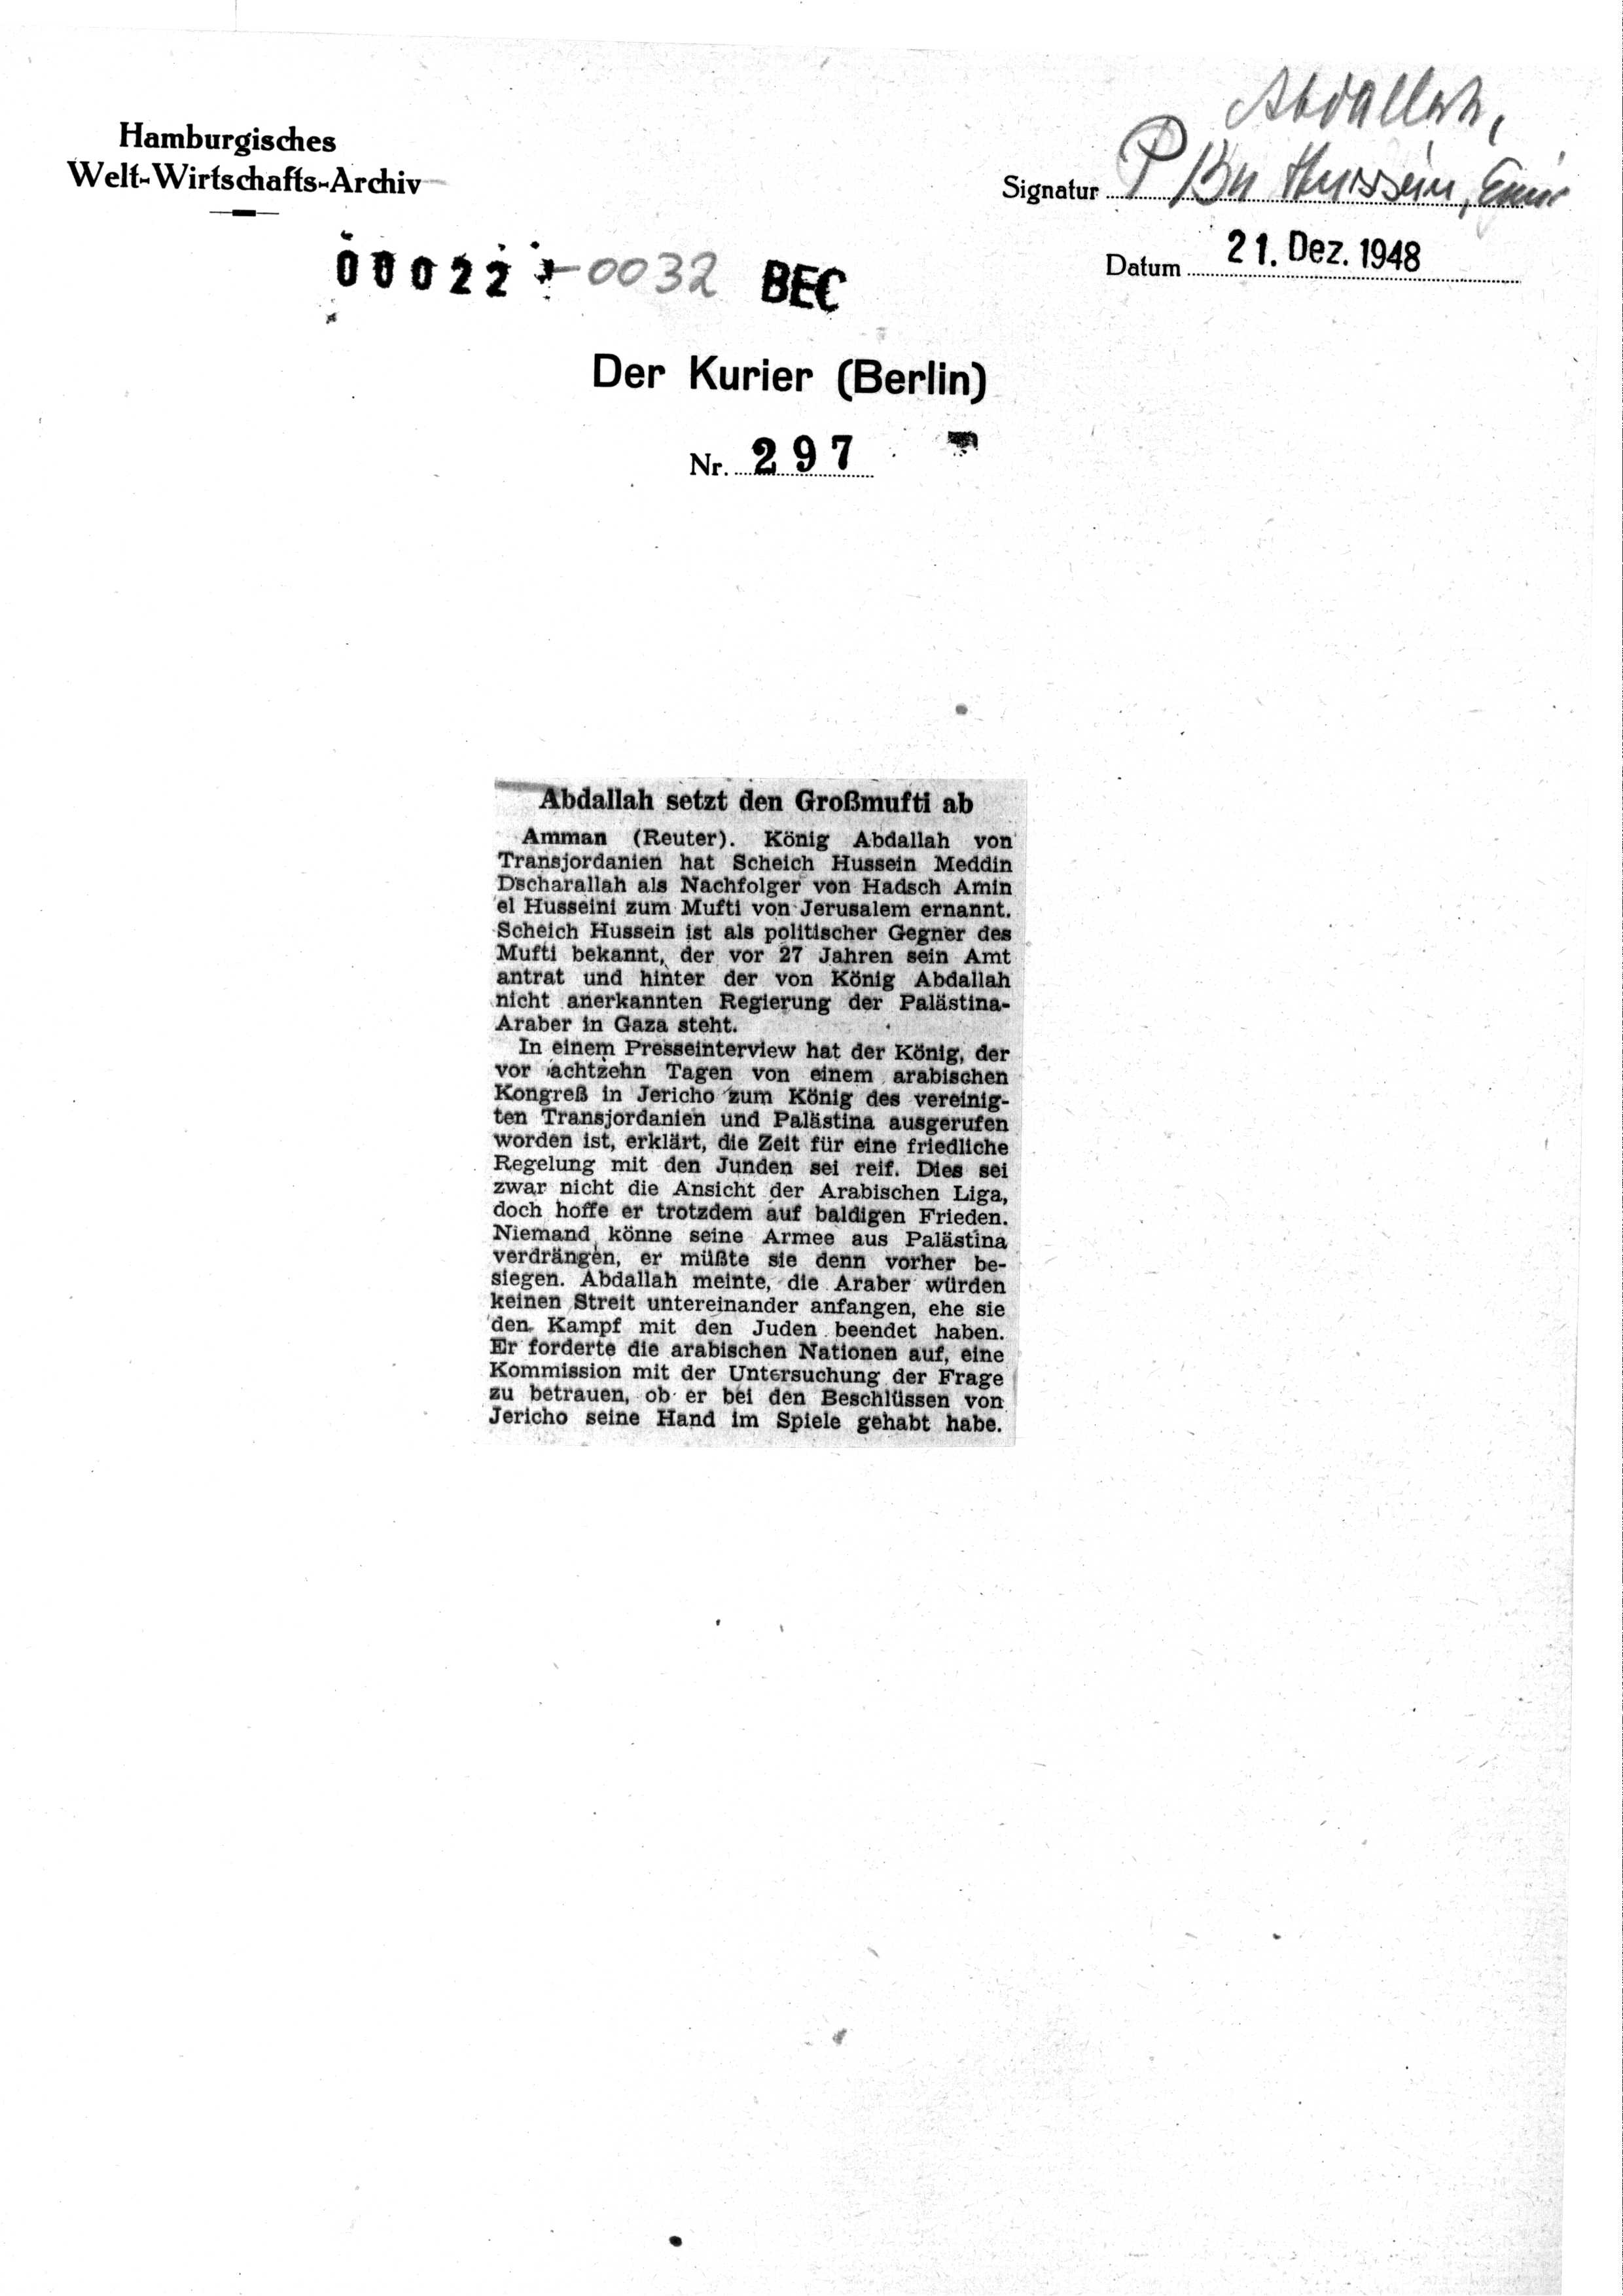 Hamburgisches
Welt-Wirtschafts-Archiv
Abdallah,
Signatur P Ibn Hussein, Emir
Datum 21. Dez. 1948
00022 0032 BEC
Der Kurier (Berlin)
Nr. 297
Abdallah setzt den Großmufti ab
Amman (Reuter). König Abdallah von
Transjordanien hat Scheich Hussein Meddin
Dscharallah als Nachfolger von Hadsch Amin
el Husseini zum Mufti von Jerusalem ernannt.
Scheich Hussein ist als politischer Gegner des
Mufti bekannt, der vor 27 Jahren sein Amt
antrat und hinter der von König Abdallah
nicht anerkannten Regierung der Palästina-
Araber in Gaza steht.
In einem Presseinterview hat der König, der
vor achtzehn Tagen von einem arabischen
Kongreß in Jericho zum König des vereinig-
ten Transjordanien und Palästina ausgerufen
worden ist, erklärt, die Zeit für eine friedliche
Regelung mit den Junden sei reif. Dies sei
zwar nicht die Ansicht der Arabischen Liga,
doch hoffe er trotzdem auf baldigen Frieden.
Niemand könne seine Armee aus Palästina
verdrängen, er müßte sie denn vorher be-
siegen. Abdallah meinte, die Araber würden
keinen Streit untereinander anfangen, ehe sie
den Kampf mit den Juden beendet haben.
Er forderte die arabischen Nationen auf, eine
Kommission mit der Untersuchung der Frage
zu betrauen, ob er bei den Beschlüssen von
Jericho seine Hand im Spiele gehabt habe.